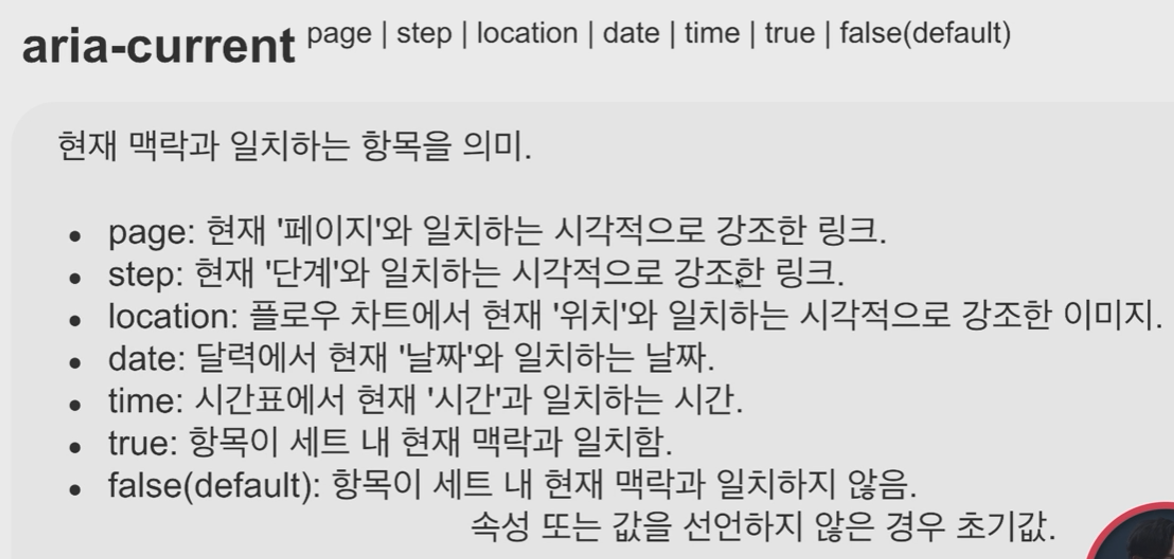 aria-current page | step | location | date | time | true | false(default)
현재 맥락과 일치하는 항목을 의미.
• page: 현재 '페이지'와 일치하는 시각적으로 강조한 링크.
• step: 현재 '단계'와 일치하는 시각적으로 강조한 링크.
• location: 플로우 차트에서 현재 '위치'와 일치하는 시각적으로 강조한 이미지.
• date: 달력에서 현재 '날짜'와 일치하는 날짜.
• time: 시간표에서 현재 '시간'과 일치하는 시간.
• true: 항목이 세트 내 현재 맥락과 일치함.
• false(default): 항목이 세트 내 현재 맥락과 일치하지 않음.
속성 또는 값을 선언하지 않은 경우 초기값.